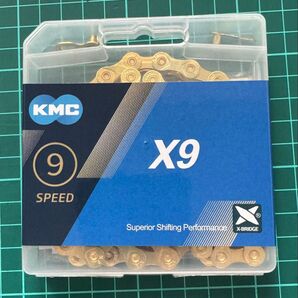 KMC
9
SPEED
X9
Superior Shifting Performance
X
X-BRIDGE